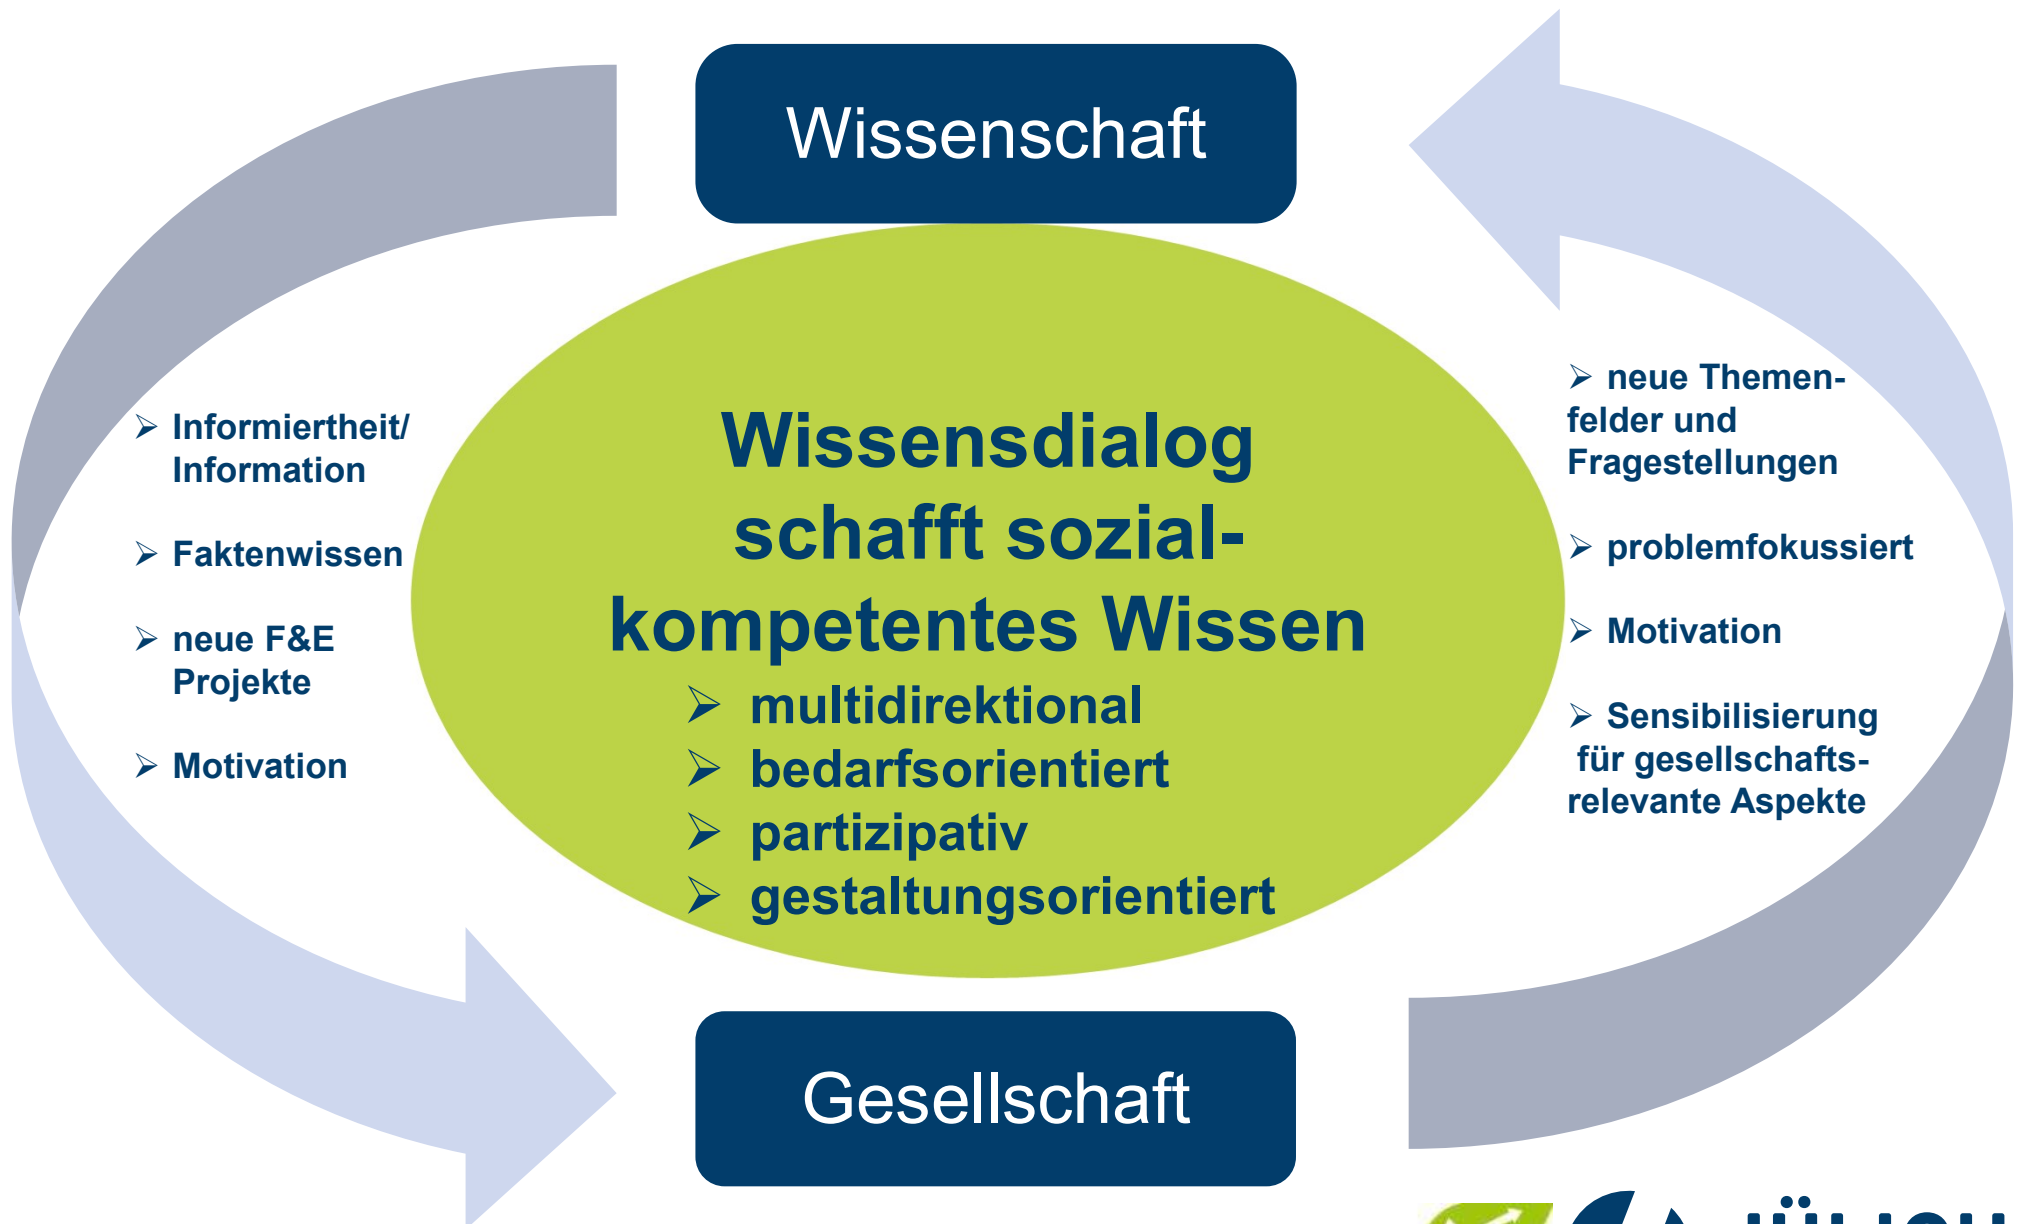 Wissenschaft
➢ Informiertheit/
Information
➢ Faktenwissen
➢ neue F&E
Projekte
➢ Motivation
Wissensdialog
schafft sozial-
kompetentes Wissen
➢ multidirektional
➢ bedarfsorientiert
➢ partizipativ
➢ gestaltungsorientiert
➢ neue Themen-
felder und
Fragestellungen
➢ problemfokussiert
➢ Motivation
➢ Sensibilisierung
für gesellschafts-
relevante Aspekte
Gesellschaft